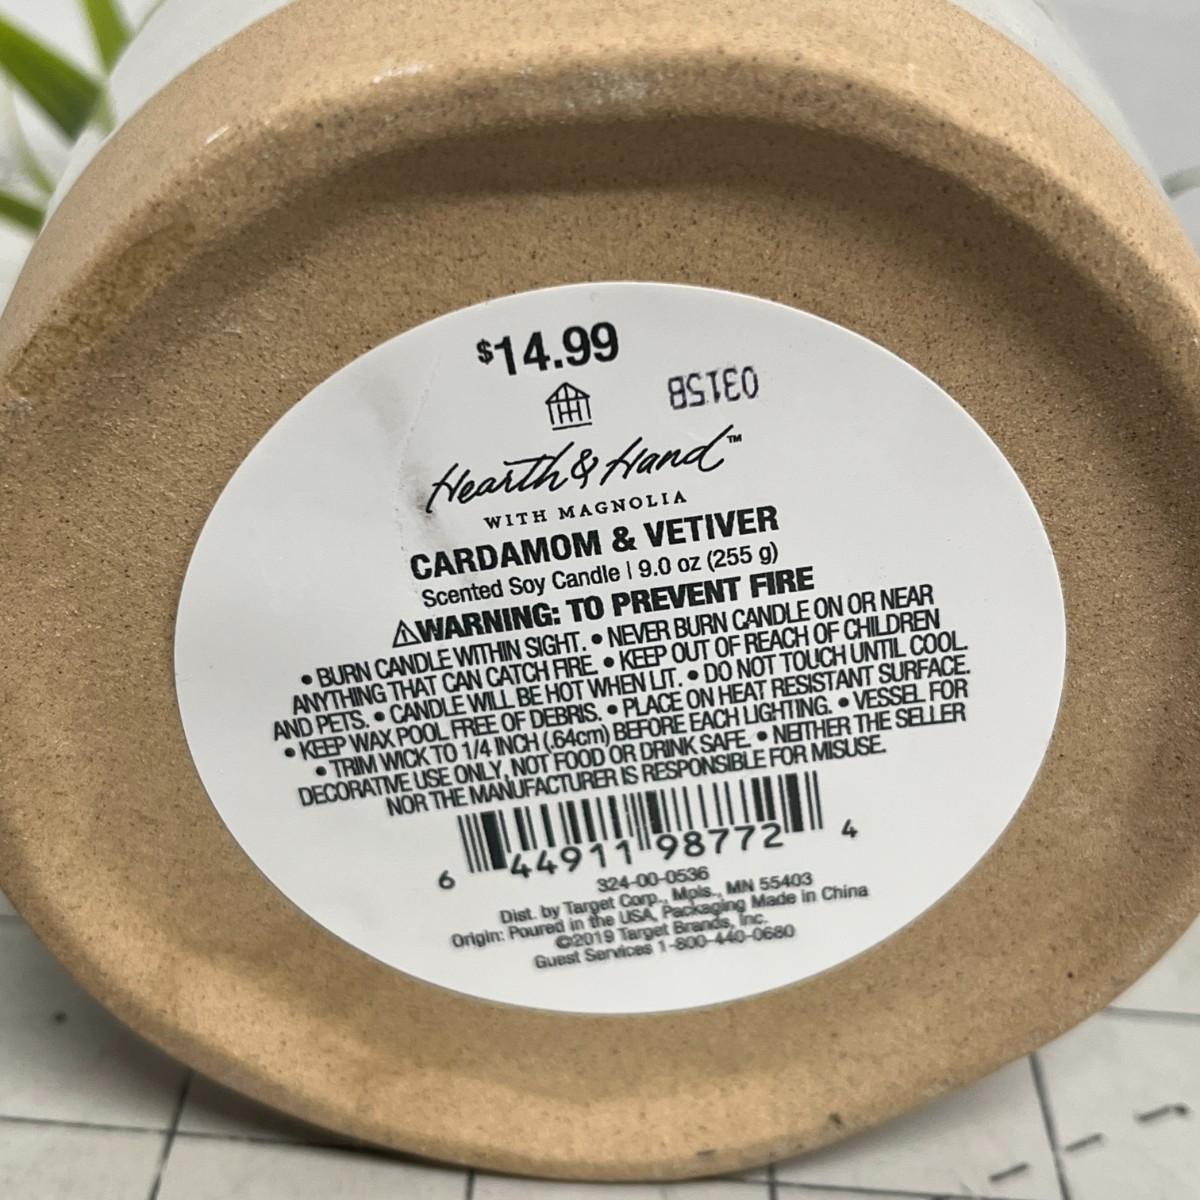 $14.99
0315B
Hearth & Hand™
WITH MAGNOLIA
CARDAMOM & VETIVER
Scented Soy Candle | 9.0 oz (255 g)
⚠WARNING: TO PREVENT FIRE
• BURN CANDLE WITHIN SIGHT. • NEVER BURN CANDLE ON OR NEAR
ANYTHING THAT CAN CATCH FIRE. • KEEP OUT OF REACH OF CHILDREN
AND PETS. • CANDLE WILL BE HOT WHEN LIT. • DO NOT TOUCH UNTIL COOL.
• KEEP WAX POOL FREE OF DEBRIS. • PLACE ON HEAT RESISTANT SURFACE.
• TRIM WICK TO 1/4 INCH (.64cm) BEFORE EACH LIGHTING. • VESSEL FOR
DECORATIVE USE ONLY, NOT FOOD OR DRINK SAFE. • NEITHER THE SELLER
NOR THE MANUFACTURER IS RESPONSIBLE FOR MISUSE.
6 44911 98772 4
324-00-0536
Dist. by Target Corp., Mpls., MN 55403
Origin: Poured in the USA, Packaging Made in China
©2019 Target Brands, Inc.
Guest Services 1-800-440-0680